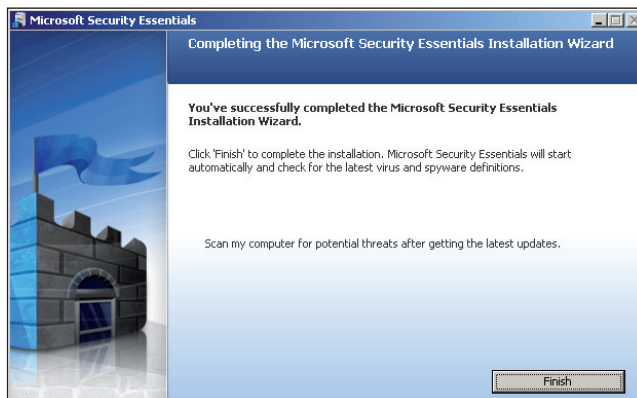 Microsoft Security Essentials
Completing the Microsoft Security Essentials Installation Wizard
You've successfully completed the Microsoft Security Essentials
Installation Wizard.
Click 'Finish' to complete the installation. Microsoft Security Essentials will start
automatically and check for the latest virus and spyware definitions.
Scan my computer for potential threats after getting the latest updates.
Finish